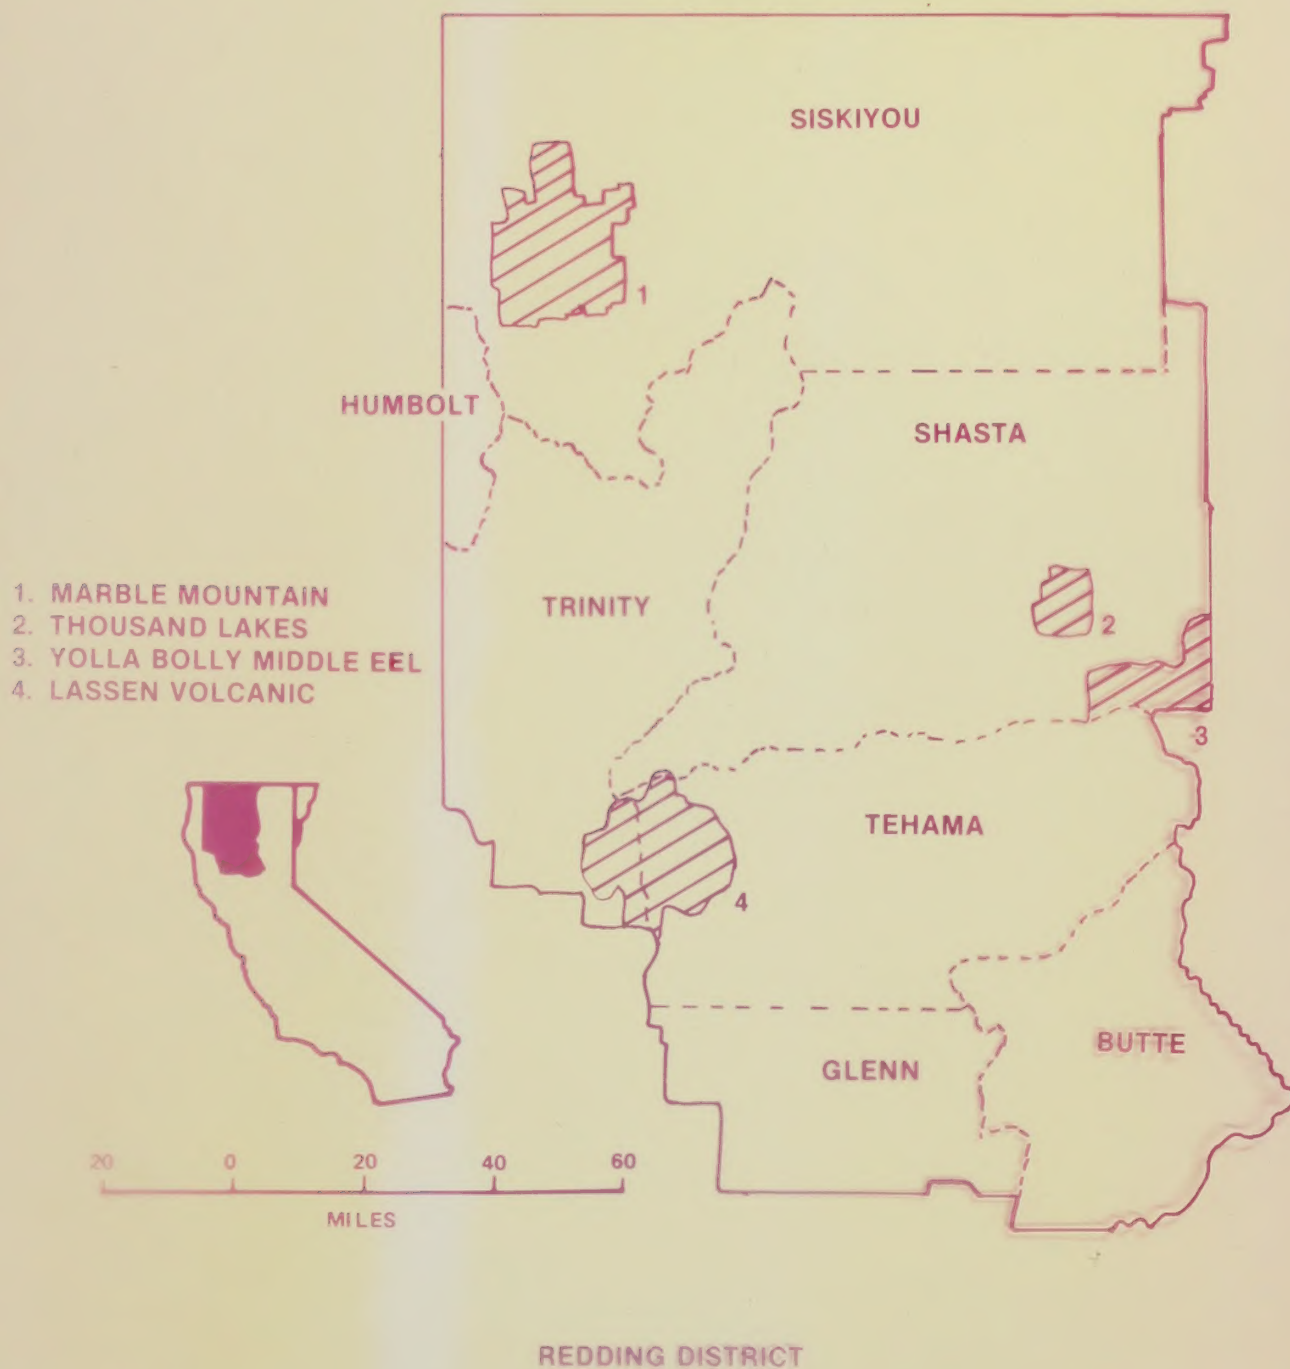 SISKIYOU
1
HUMBOLT
SHASTA
1. MARBLE MOUNTAIN
2. THOUSAND LAKES
3. YOLLA BOLLY MIDDLE EEL
4. LASSEN VOLCANIC
TRINITY
2
3
TEHAMA
4
GLENN
BUTTE
20 0 20 40 60
MILES
REDDING DISTRICT